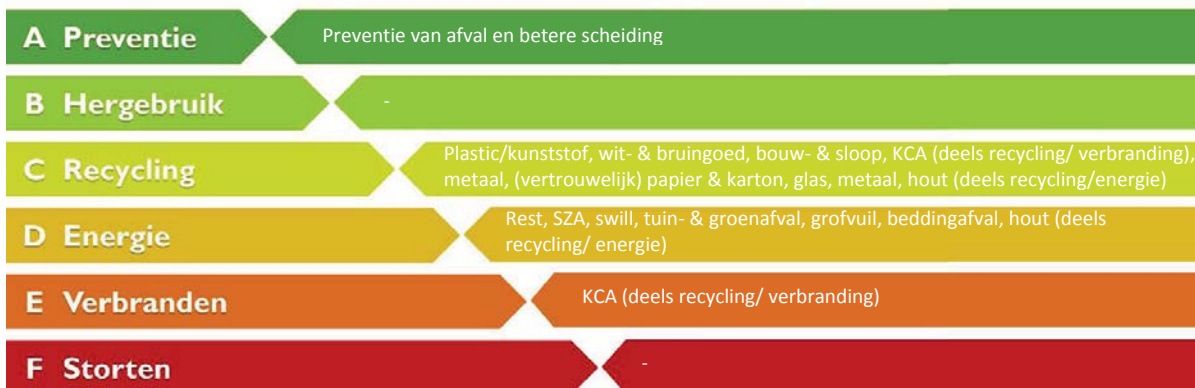 A Preventie
Preventie van afval en betere scheiding
B Hergebruik
-
C Recycling
Plastic/kunststof, wit- & bruingoed, bouw- & sloop, KCA (deels recycling/ verbranding),
metaal, (vertrouwelijk) papier & karton, glas, metaal, hout (deels recycling/energie)
D Energie
Rest, SZA, swill, tuin- & groenafval, grofvuil, beddingafval, hout (deels
recycling/ energie)
E Verbranden
KCA (deels recycling/ verbranding)
F Storten
-